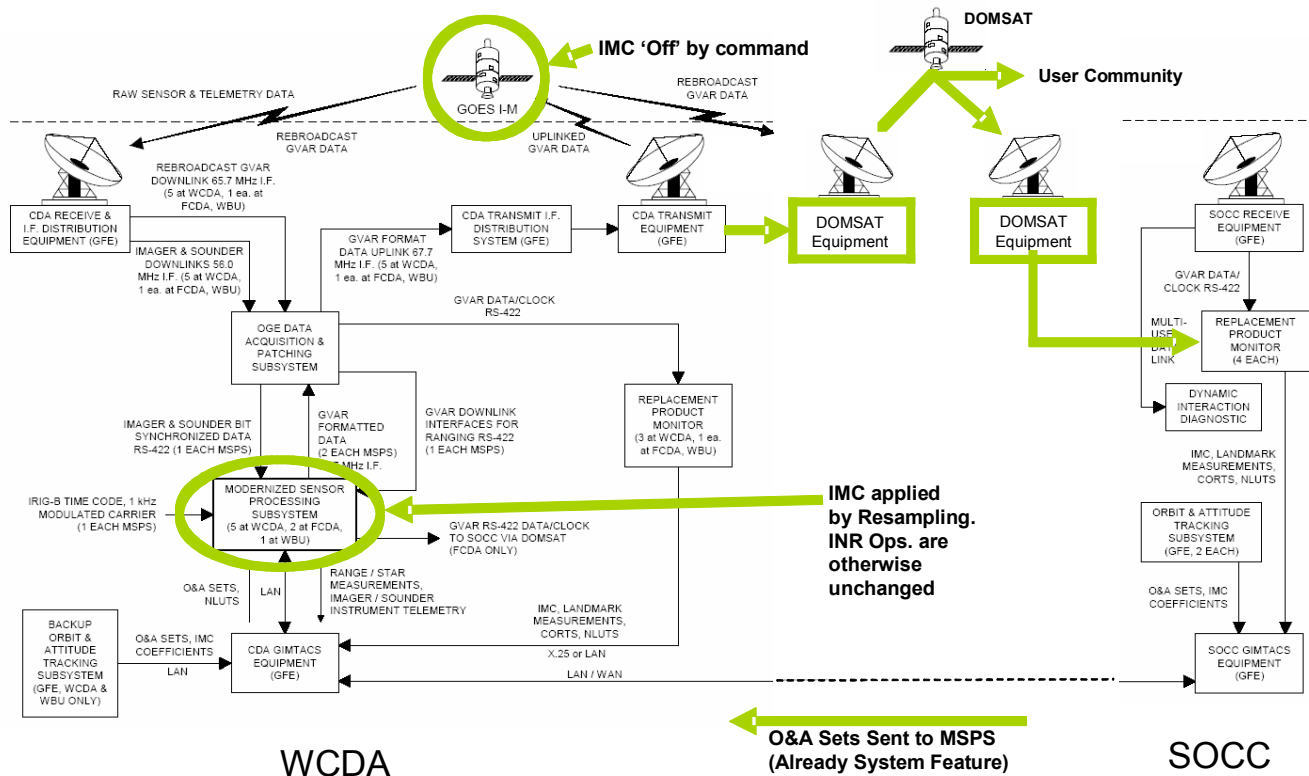 DOMSAT
IMC ‘Off’ by command
User Community
RAW SENSOR & TELEMETRY DATA
GOES I-M
REBROADCAST
GVAR DATA
REBROADCAST
GVAR DATA
UPLINKED
GVAR DATA
REBROADCAST GVAR
DOWNLINK 65.7 MHz I.F.
(5 at WCDA, 1 ea. at
FCDA, WBU)
CDA RECEIVE &
I.F. DISTRIBUTION
EQUIPMENT (GFE)
CDA TRANSMIT I.F.
DISTRIBUTION
SYSTEM (GFE)
CDA TRANSMIT
EQUIPMENT
(GFE)
DOMSAT
Equipment
DOMSAT
Equipment
SOCC RECEIVE
EQUIPMENT
(GFE)
IMAGER & SOUNDER
DOWNLINKS 56.0
MHz I.F. (5 at WCDA,
1 ea. at FCDA, WBU)
GVAR FORMAT
DATA UPLINK 67.7
MHz I.F. (5 at WCDA,
1 ea. at FCDA, WBU)
GVAR DATA/CLOCK
RS-422
GVAR DATA/
CLOCK RS-422
OGE DATA
ACQUISITION &
PATCHING
SUBSYSTEM
MULTI-
USE
DAT
LINK
REPLACEMENT
PRODUCT
MONITOR
(4 EACH)
DYNAMIC
INTERACTION
DIAGNOSTIC
REPLACEMENT
PRODUCT
MONITOR
(3 at WCDA, 1 ea.
at FCDA, WBU)
IMAGER & SOUNDER BIT
SYNCHRONIZED DATA
RS-422 (1 EACH MSPS)
GVAR
FORMATTED
DATA
(2 EACH MSPS)
MHz I.F.
GVAR DOWNLINK
INTERFACES FOR
RANGING RS-422
(1 EACH MSPS)
IMC, LANDMARK
MEASUREMENTS,
CORTS, NLUTS
IRIG-B TIME CODE, 1 kHz
MODULATED CARRIER
(1 EACH MSPS)
MODERNIZED SENSOR
PROCESSING
SUBSYSTEM
(5 at WCDA, 2 at FCDA,
1 at WBU)
IMC applied
by Resampling.
INR Ops. are
otherwise
unchanged
GVAR RS-422 DATA/CLOCK
TO SOCC VIA DOMSAT
(FCDA ONLY)
ORBIT & ATTITUDE
TRACKING
SUBSYSTEM
(GFE, 2 EACH)
O&A SETS,
NLUTS
LAN
RANGE / STAR
MEASUREMENTS,
IMAGER / SOUNDER
INSTRUMENT TELEMETRY
O&A SETS, IMC
COEFFICIENTS
IMC, LANDMARK
MEASUREMENTS,
CORTS, NLUTS
X.25 or LAN
BACKUP
ORBIT &
ATTITUDE
TRACKING
SUBSYSTEM
(GFE, WCDA &
WBU ONLY)
O&A SETS, IMC
COEFFICIENTS
LAN
CDA GIMTACS
EQUIPMENT
(GFE)
LAN / WAN
SOCC GIMTACS
EQUIPMENT
(GFE)
O&A Sets Sent to MSPS
(Already System Feature)
WCDA
SOCC